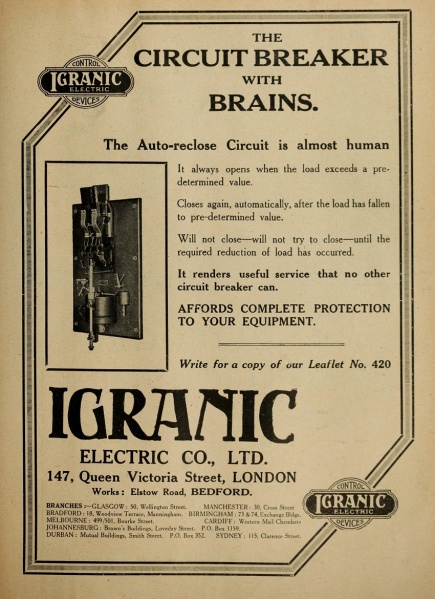 THE
CIRCUIT BREAKER
WITH
BRAINS.
CONTROL
IGRANIC
ELECTRIC
DEVICES
The Auto-reclose Circuit is almost human
It always opens when the load exceeds a pre-
determined value.
Closes again, automatically, after the load has fallen
to pre-determined value.
Will not close—will not try to close—until the
required reduction of load has occurred.
It renders useful service that no other
circuit breaker can.
AFFORDS COMPLETE PROTECTION
TO YOUR EQUIPMENT.
Write for a copy of our Leaflet No. 420
IGRANIC
ELECTRIC CO., LTD.
147, Queen Victoria Street, LONDON
Works: Elstow Road, BEDFORD.
CONTROL
IGRANIC
ELECTRIC
DEVICES
BRANCHES:—GLASGOW: 50, Wellington Street. MANCHESTER: 30, Cross Street
BRADFORD: 18, Woodview Terrace, Manningham. BIRMINGHAM: 73 & 74, Exchange Bldgs.
MELBOURNE: 499/501, Bourke Street. CARDIFF: Western Mail Chambers
JOHANNESBURG: Brown's Buildings, Loveday Street. P.O. Box 1159.
DURBAN: Mutual Buildings, Smith Street. P.O. Box 352. SYDNEY: 115, Clarence Street.